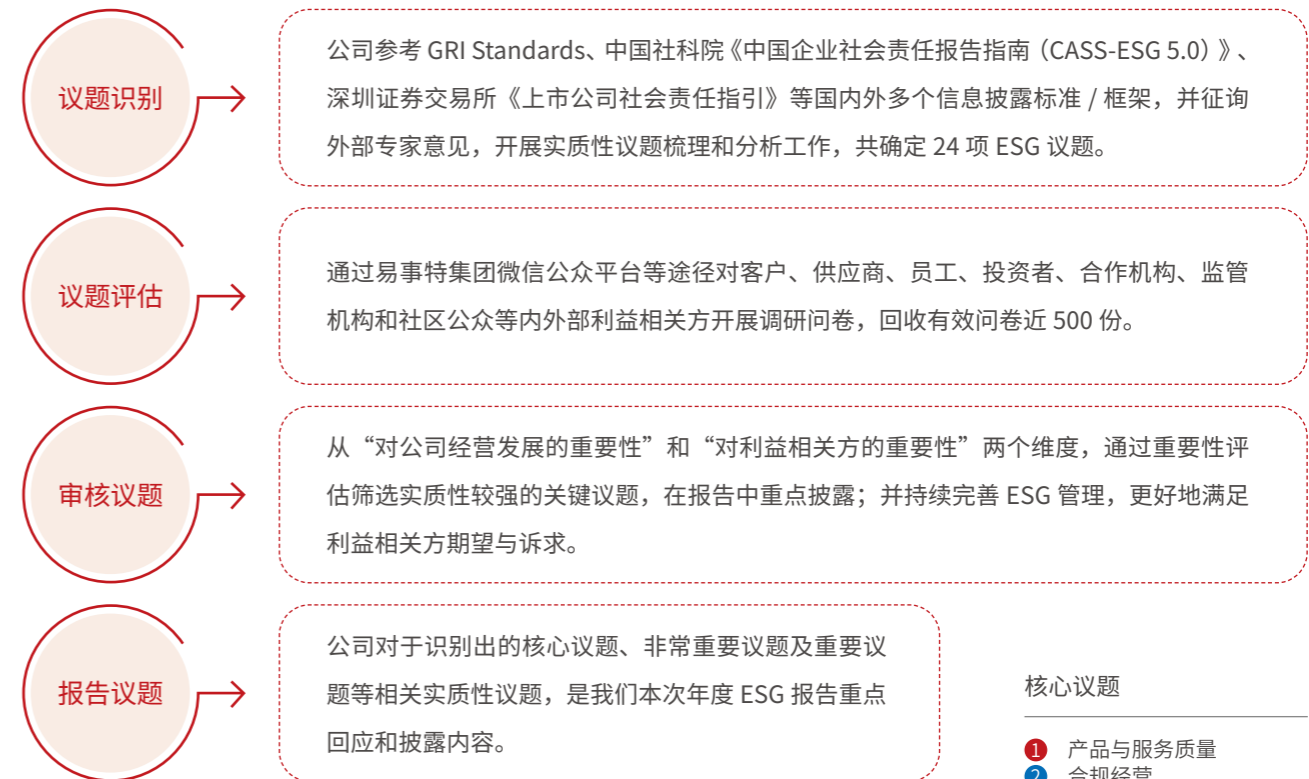 议题识别
公司参考 GRI Standards、中国社科院《中国企业社会责任报告指南（CASS-ESG 5.0）》、
深圳证券交易所《上市公司社会责任指引》等国内外多个信息披露标准 / 框架，并征询
外部专家意见，开展实质性议题梳理和分析工作，共确定 24 项 ESG 议题。
议题评估
通过易事特集团微信公众平台等途径对客户、供应商、员工、投资者、合作机构、监管
机构和社区公众等内外部利益相关方开展调研问卷，回收有效问卷近 500 份。
审核议题
从“对公司经营发展的重要性”和“对利益相关方的重要性”两个维度，通过重要性评
估筛选实质性较强的关键议题，在报告中重点披露；并持续完善 ESG 管理，更好地满足
利益相关方期望与诉求。
报告议题
公司对于识别出的核心议题、非常重要议题及重要议
题等相关实质性议题，是我们本次年度 ESG 报告重点
回应和披露内容。
核心议题
1 产品与服务质量
2 合规经营